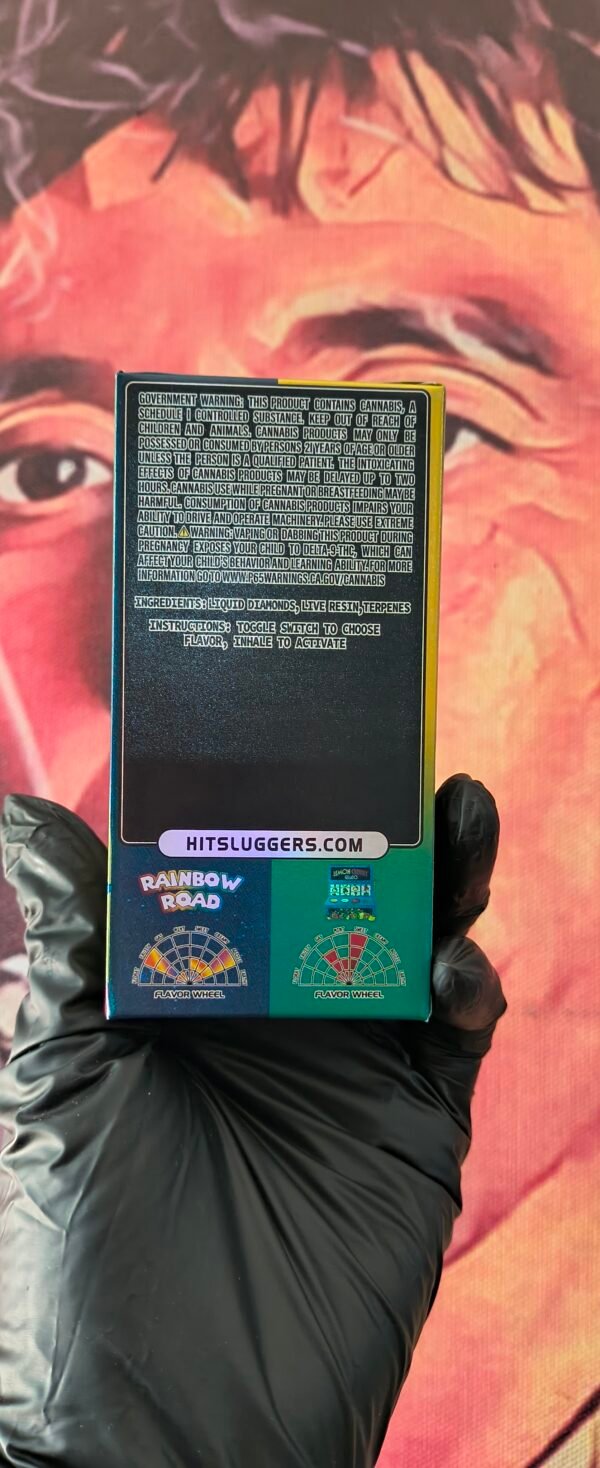 GOVERNMENT WARNING: THIS PRODUCT CONTAINS CANNABIS, A
SCHEDULE I CONTROLLED SUBSTANCE. KEEP OUT OF REACH OF
CHILDREN AND ANIMALS. CANNABIS PRODUCTS MAY ONLY BE
POSSESSED OR CONSUMED BY PERSONS 21 YEARS OF AGE OR OLDER
UNLESS THE PERSON IS A QUALIFIED PATIENT. THE INTOXICATING
EFFECTS OF CANNABIS PRODUCTS MAY BE DELAYED UP TO TWO
HOURS. CANNABIS USE WHILE PREGNANT OR BREASTFEEDING MAY BE
HARMFUL. CONSUMPTION OF CANNABIS PRODUCTS IMPAIRS YOUR
ABILITY TO DRIVE AND OPERATE MACHINERY. PLEASE USE EXTREME
CAUTION. ⚠ WARNING: VAPING OR DABBING THIS PRODUCT DURING
PREGNANCY EXPOSES YOUR CHILD TO DELTA-9-THC, WHICH CAN
AFFECT YOUR CHILD'S BEHAVIOR AND LEARNING ABILITY. FOR MORE
INFORMATION GO TO WWW.P65WARNINGS.CA.GOV/CANNABIS
INGREDIENTS: LIQUID DIAMONDS, LIVE RESIN, TERPENES
INSTRUCTIONS: TOGGLE SWITCH TO CHOOSE
FLAVOR, INHALE TO ACTIVATE
HITSLUGGERS.COM
RAINBOW
ROAD
FLAVOR WHEEL
FLAVOR WHEEL